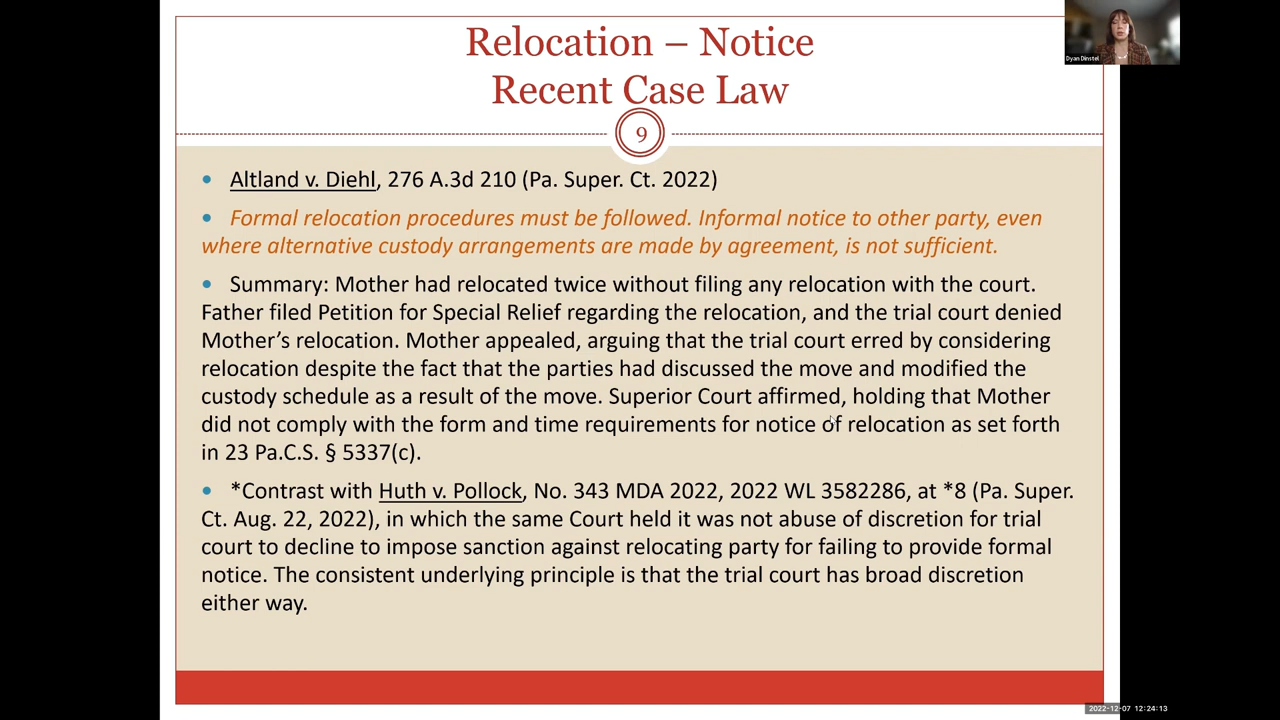 Relocation – Notice
Recent Case Law
Dyan Dinstel
9
• Altland v. Diehl, 276 A.3d 210 (Pa. Super. Ct. 2022)
• Formal relocation procedures must be followed. Informal notice to other party, even
where alternative custody arrangements are made by agreement, is not sufficient.
• Summary: Mother had relocated twice without filing any relocation with the court.
Father filed Petition for Special Relief regarding the relocation, and the trial court denied
Mother’s relocation. Mother appealed, arguing that the trial court erred by considering
relocation despite the fact that the parties had discussed the move and modified the
custody schedule as a result of the move. Superior Court affirmed, holding that Mother
did not comply with the form and time requirements for notice of relocation as set forth
in 23 Pa.C.S. § 5337(c).
• *Contrast with Huth v. Pollock, No. 343 MDA 2022, 2022 WL 3582286, at *8 (Pa. Super.
Ct. Aug. 22, 2022), in which the same Court held it was not abuse of discretion for trial
court to decline to impose sanction against relocating party for failing to provide formal
notice. The consistent underlying principle is that the trial court has broad discretion
either way.
2022-12-07 12:24:13